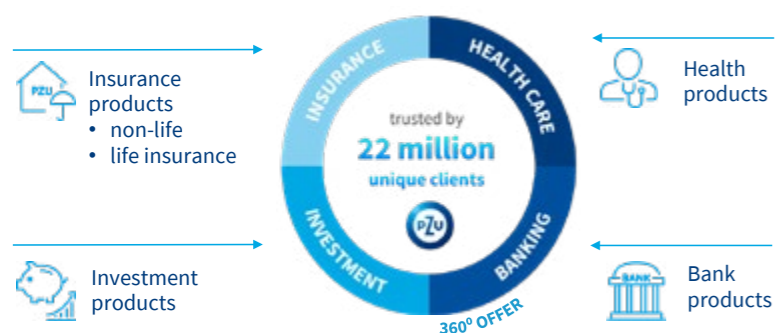 PZU
Insurance
products
• non-life
• life insurance
INSURANCE
HEALTH CARE
trusted by
22 million
unique clients
PZU
INVESTMENT
BANKING
360⁰ OFFER
Health
products
Investment
products
BANK
Bank
products